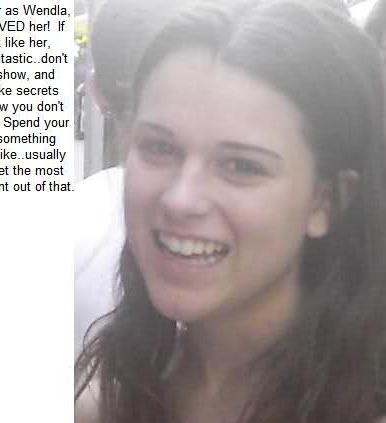 r as Wendla,
VED her! If
like her,
tastic..don't
show, and
ke secrets
w you don't
Spend your
something
ike..usually
et the most
nt out of that.